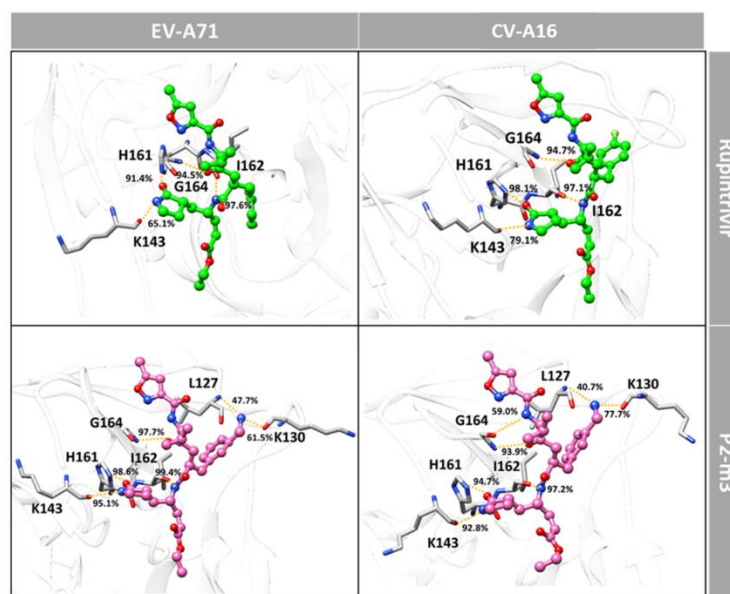 EV-A71
CV-A16
Rupintrivir
H161
I162
94.5%
91.4%
G164
97.6%
65.1%
K143
G164
94.7%
H161
98.1%
97.1%
I162
K143
79.1%
P2-m3
L127
47.7%
G164
97.7%
K130
61.5%
H161
I162
98.6%
99.4%
K143
95.1%
L127
40.7%
K130
59.0%
77.7%
G164
93.9%
H161
I162
94.7%
97.2%
K143
92.8%